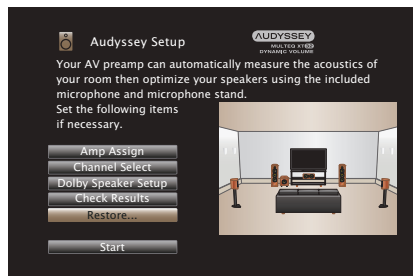 Audyssey Setup
AUDYSSEY
MULTEQ XT32
DYNAMIC VOLUME
Your AV preamp can automatically measure the acoustics of
your room then optimize your speakers using the included
microphone and microphone stand.
Set the following items
if necessary.
Amp Assign
Channel Select
Dolby Speaker Setup
Check Results
Restore...
Start